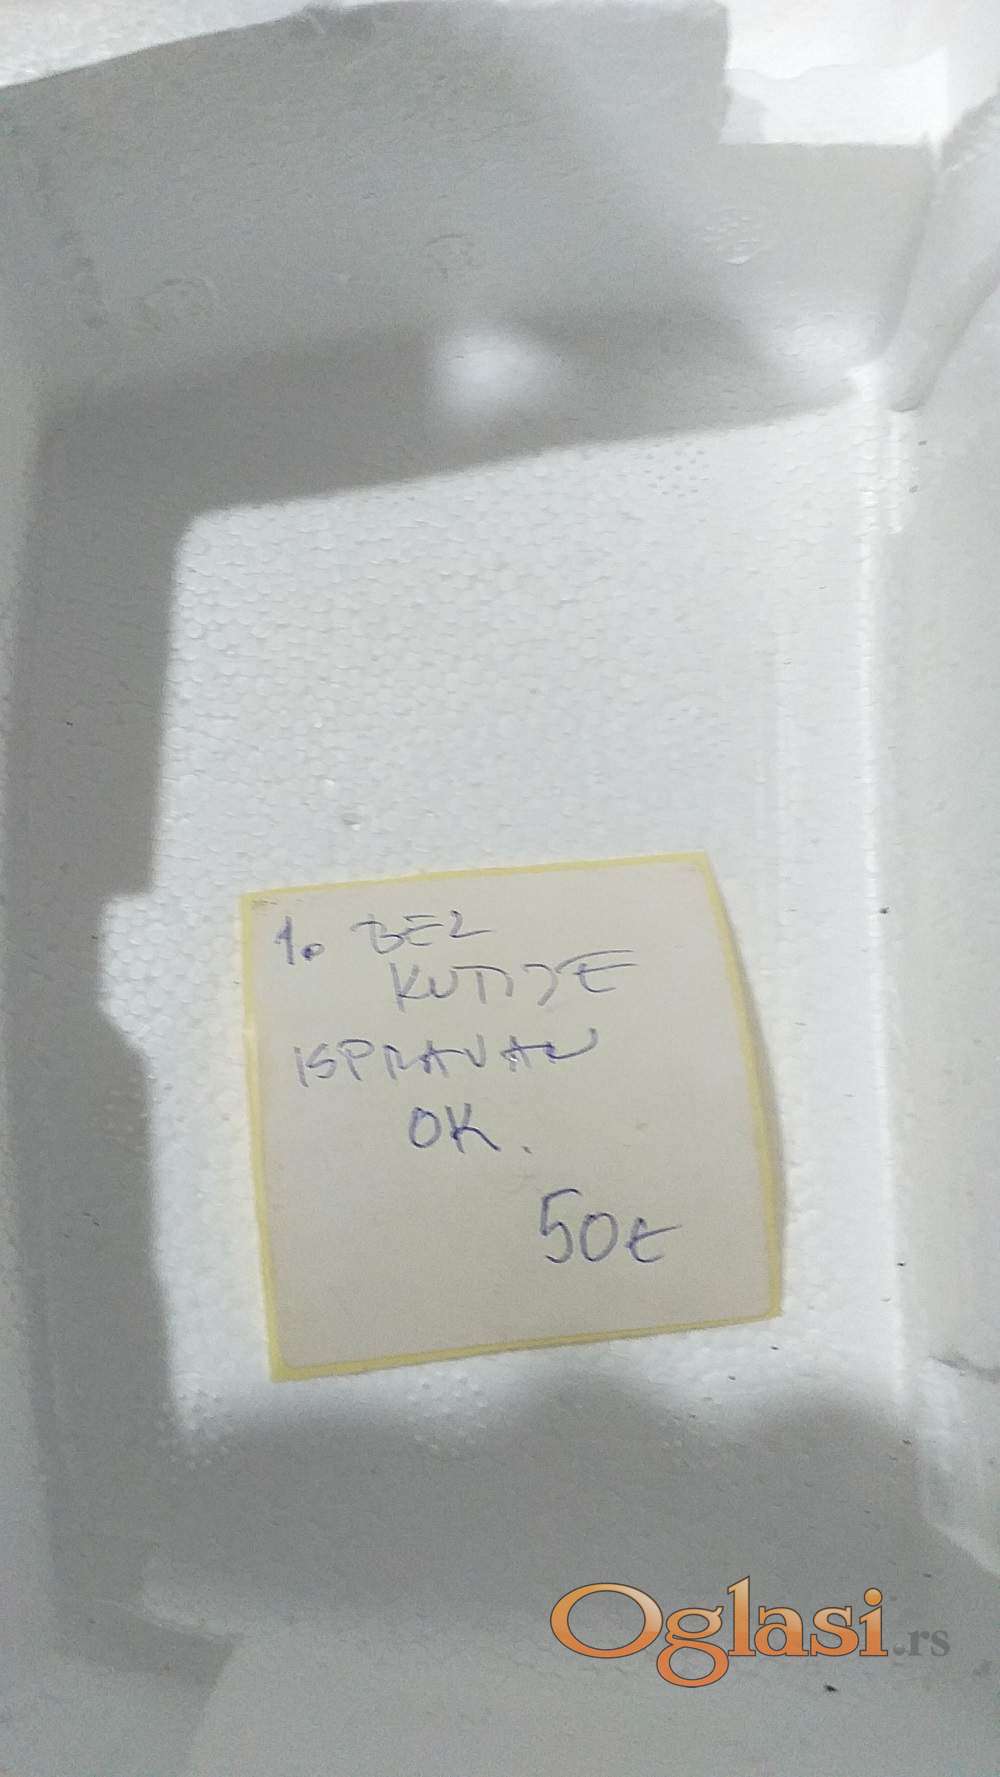 1. BEZ
KUTIJE
ISPRAVAN
OK.
50€
Oglasi.rs